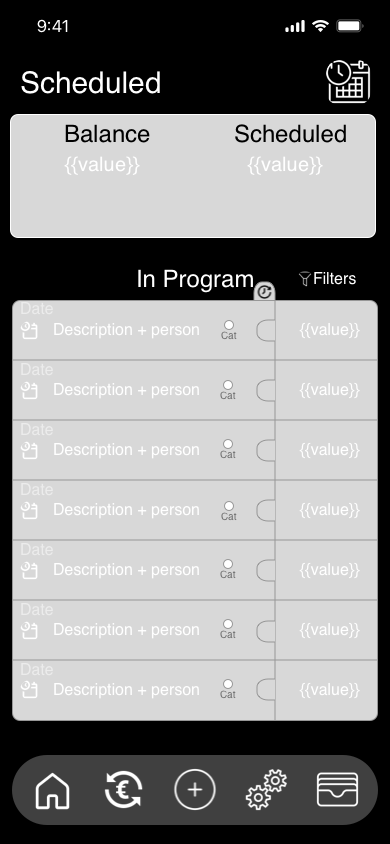 9:41
Scheduled
Balance Scheduled
{{value}} {{value}}
In Program Filters
Date
Description + person Cat {{value}}
Date
Description + person Cat {{value}}
Date
Description + person Cat {{value}}
Date
Description + person Cat {{value}}
Date
Description + person Cat {{value}}
Date
Description + person Cat {{value}}
Date
Description + person Cat {{value}}
€